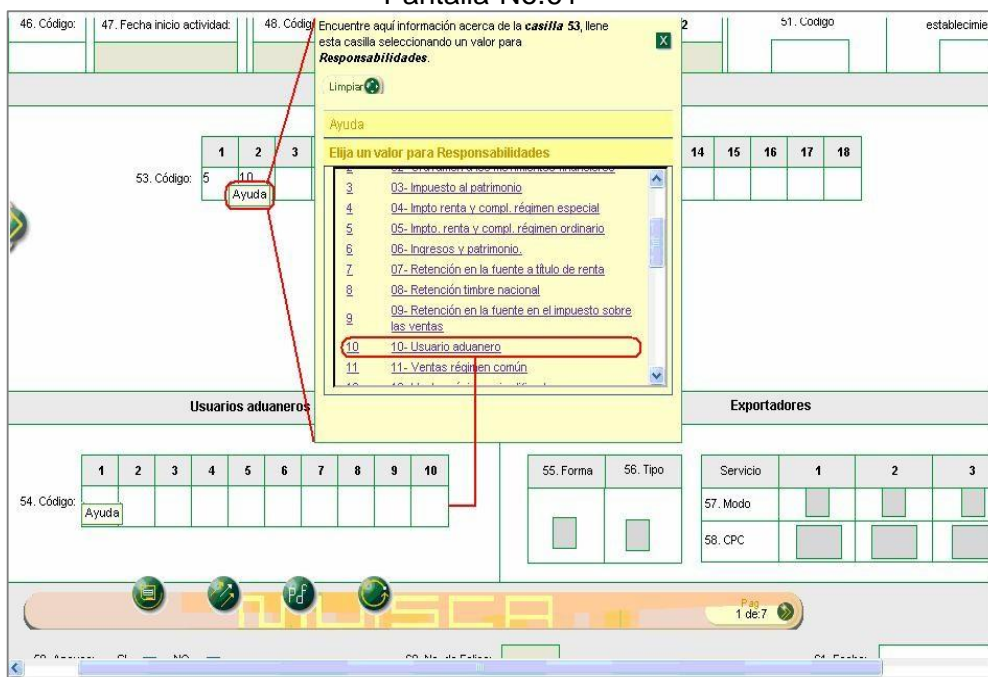 Pantalla No.31
46. Código: 47. Fecha inicio actividad: 48. Códig 2 51. Código establecimie
Encuentre aquí información acerca de la casilla 53, llene
esta casilla seleccionando un valor para
Responsabilidades.
X
Limpiar
Ayuda
Elija un valor para Responsabilidades
1 2 3 14 15 16 17 18
53. Código: 5 10
Ayuda
3 03- Impuesto al patrimonio
4 04- Impto renta y compl. régimen especial
5 05- Impto. renta y compl. régimen ordinario
6 06- Ingresos y patrimonio.
7 07- Retención en la fuente a título de renta
8 08- Retención timbre nacional
9 09- Retención en la fuente en el impuesto sobre
las ventas
10 10- Usuario aduanero
11 11- Ventas régimen común
Usuarios aduaneros Exportadores
1 2 3 4 5 6 7 8 9 10
54. Código:
Ayuda
55. Forma 56. Tipo
Servicio 1 2 3
57. Modo
58. CPC
MUISCA
Pag
1 de:7